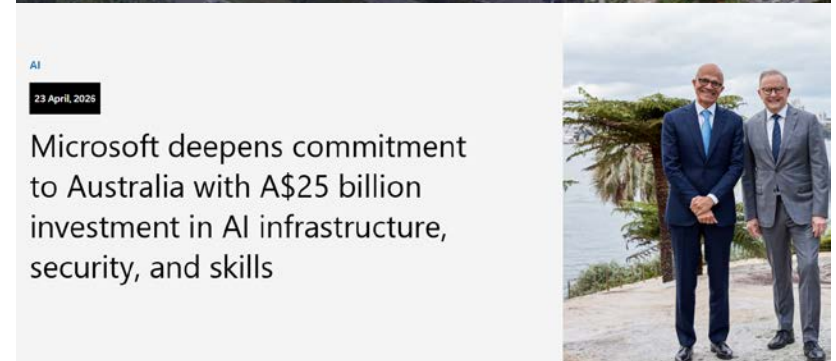 AI
23 April, 2026
Microsoft deepens commitment
to Australia with A$25 billion
investment in AI infrastructure,
security, and skills